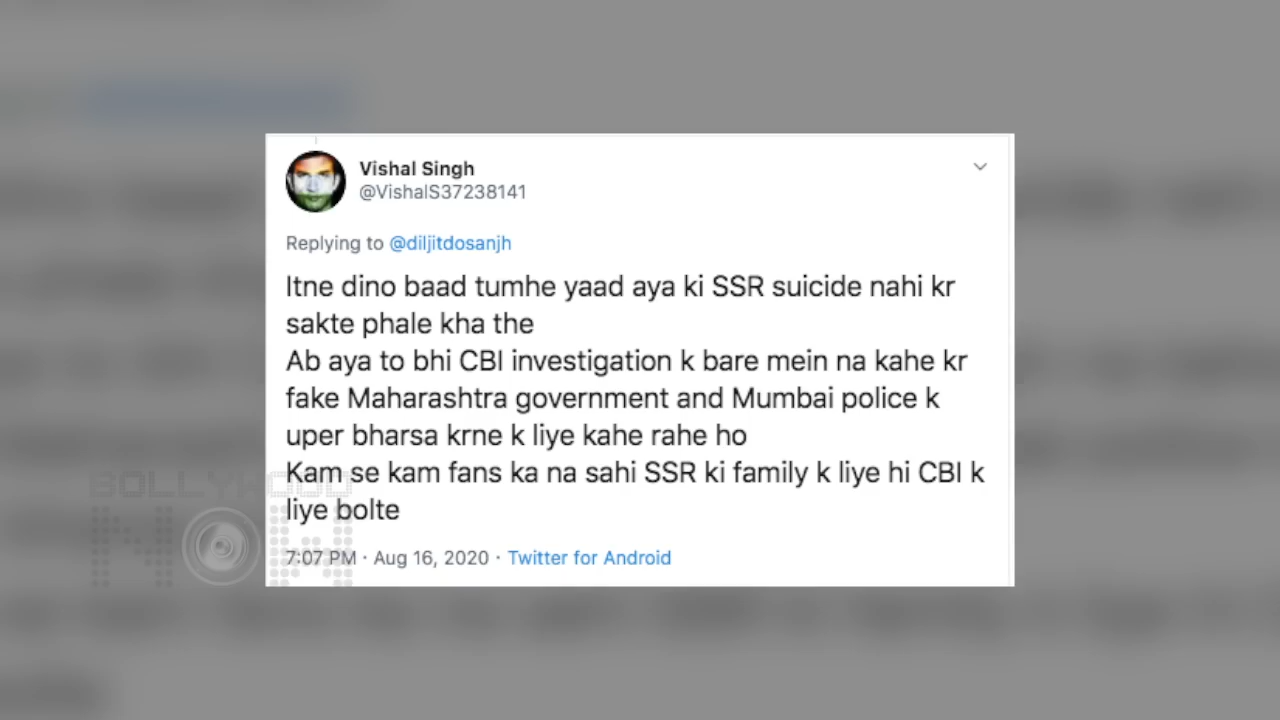 Vishal Singh
@VishalS37238141
Replying to @diljitdosanjh
Itne dino baad tumhe yaad aya ki SSR suicide nahi kr
sakte phale kha the
Ab aya to bhi CBI investigation k bare mein na kahe kr
fake Maharashtra government and Mumbai police k
uper bharsa krne k liye kahe rahe ho
Kam se kam fans ka na sahi SSR ki family k liye hi CBI k
liye bolte
7:07 PM · Aug 16, 2020 · Twitter for Android
BOLLYWOOD
NOW